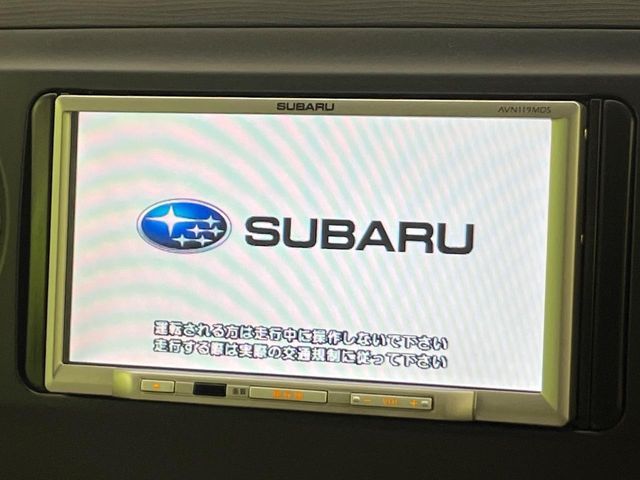 SUBARU
AVN119MDS
SUBARU
運転される方は走行中に操作しないで下さい
走行する際は実際の交通規制に従って下さい